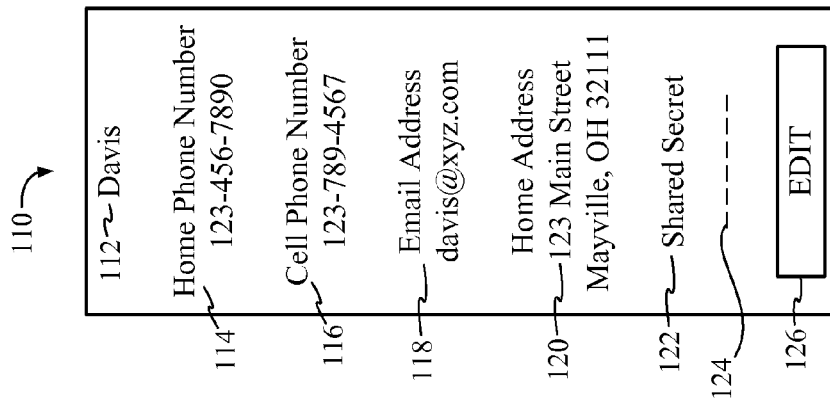 110
112 Davis
114 Home Phone Number
123-456-7890
116 Cell Phone Number
123-789-4567
118 Email Address
davis@xyz.com
Home Address
120 123 Main Street
Mayville, OH 32111
122 Shared Secret
124 ------
126 EDIT